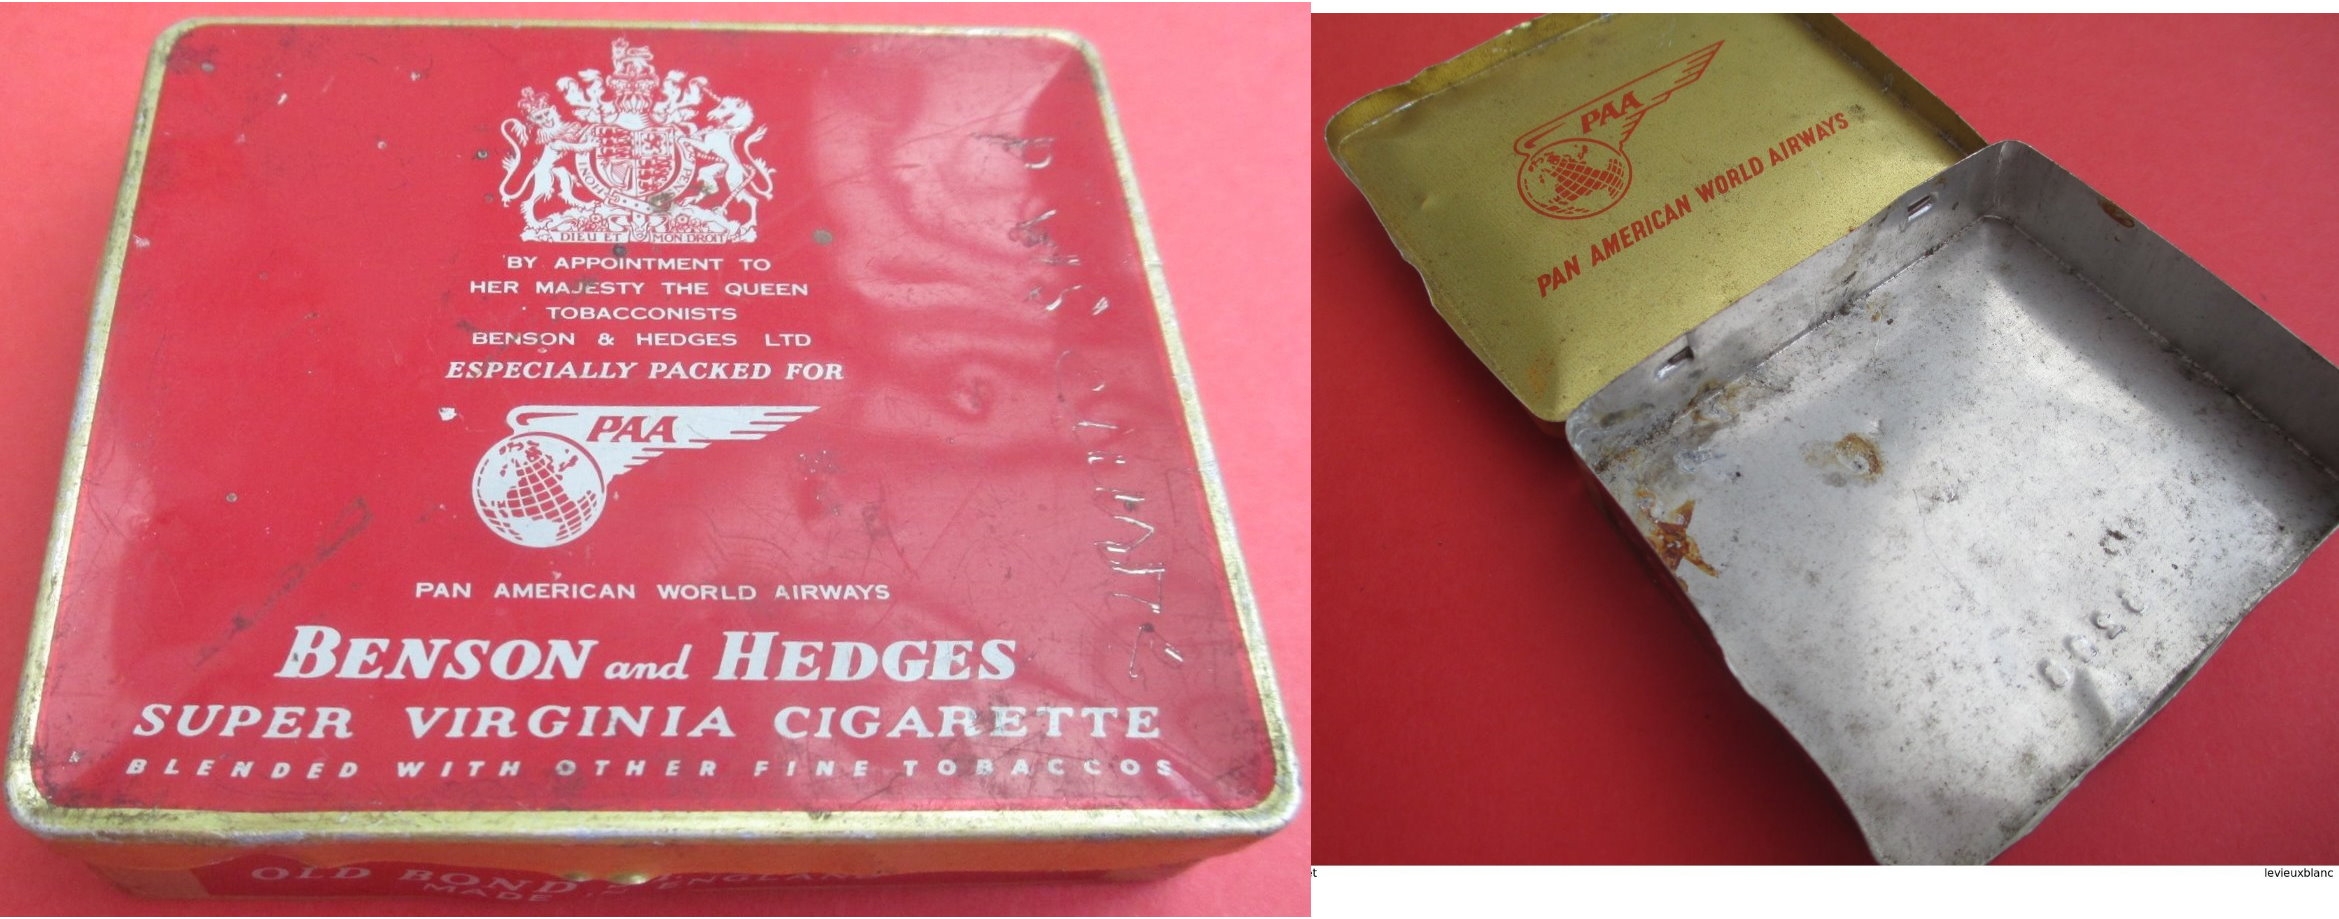 DIEU ET MON DROIT
BY APPOINTMENT TO
HER MAJESTY THE QUEEN
TOBACCONISTS
BENSON & HEDGES LTD
ESPECIALLY PACKED FOR
PAA
PAN AMERICAN WORLD AIRWAYS
BENSON and HEDGES
SUPER VIRGINIA CIGARETTE
BLENDED WITH OTHER FINE TOBACCOS
OLD BOND ENGLAND
MADE
PAA
PAN AMERICAN WORLD AIRWAYS
levieuxblanc